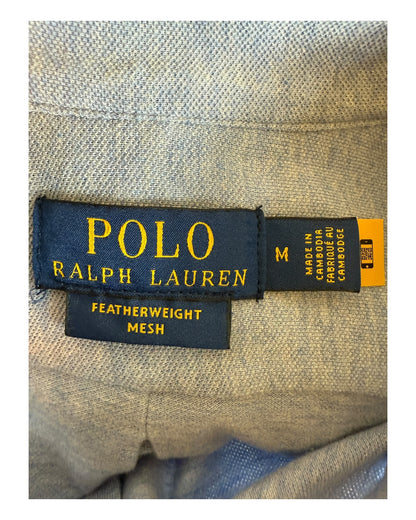 POLO
RALPH LAUREN
FEATHERWEIGHT
MESH
M
MADE IN
CAMBODIA
FABRIQUÉ AU
CAMBODGE